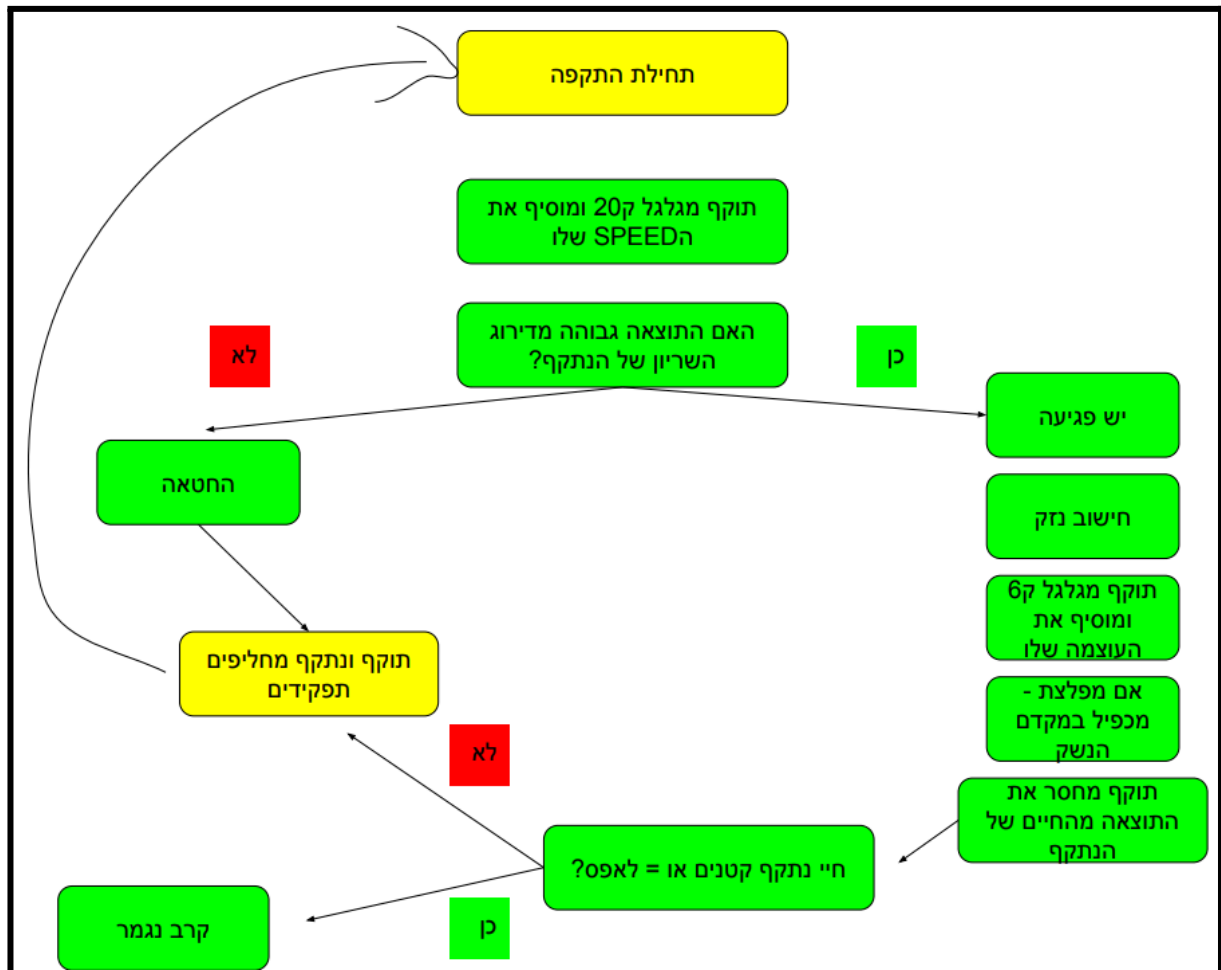 תחילת התקפה
תוקף מגלגל ק20 ומוסיף את
הSPEED שלו
האם התוצאה גבוהה מדירוג
השריון של הנתקף?
כן
לא
יש פגיעה
החטאה
חישוב נזק
תוקף מגלגל ק6
ומוסיף את
העוצמה שלו
תוקף ונתקף מחליפים
תפקידים
אם מפלצת -
מכפיל במקדם
הנשק
לא
תוקף מחסר את
התוצאה מהחיים של
הנתקף
חיי נתקף קטנים או = לאפס?
כן
קרב נגמר